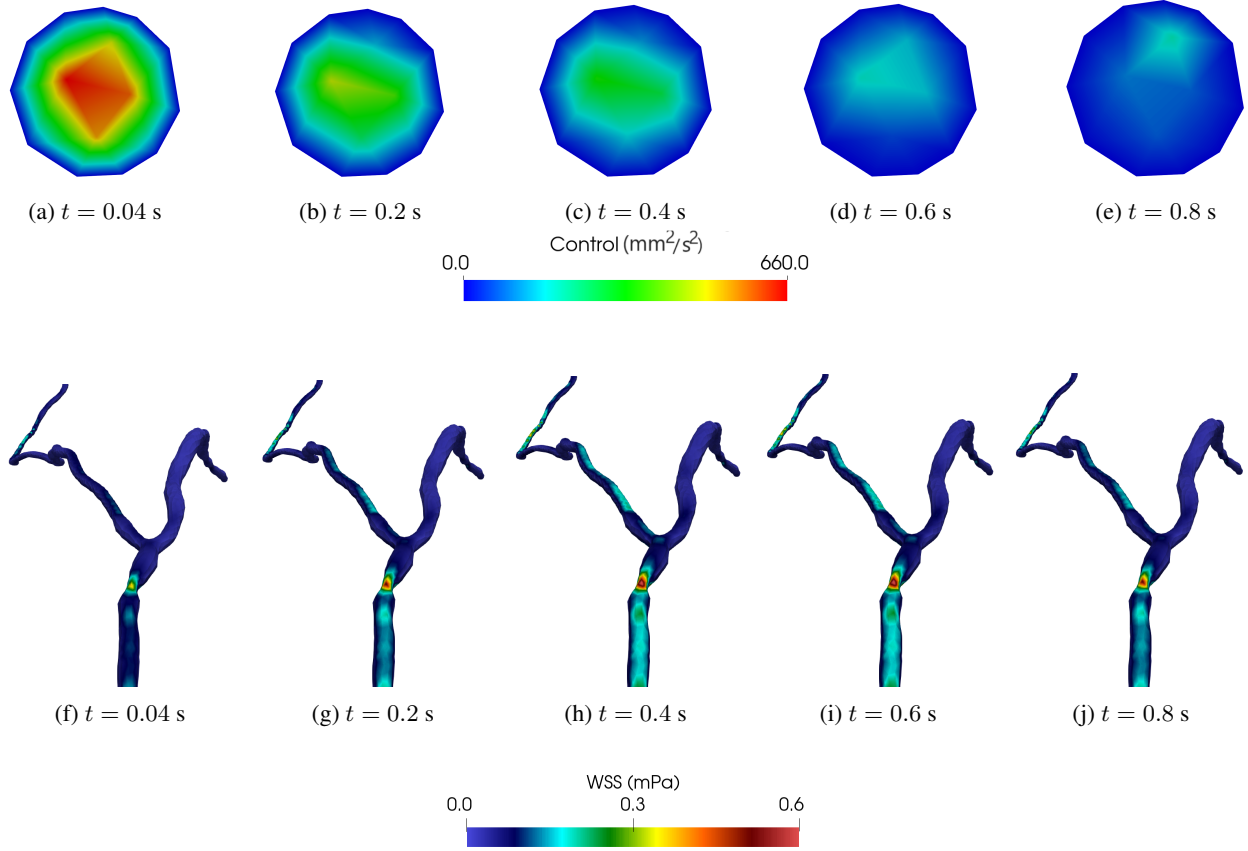 (a) t = 0.04 s (b) t = 0.2 s (c) t = 0.4 s (d) t = 0.6 s (e) t = 0.8 s
Control (mm²/s²)
0.0 660.0
(f) t = 0.04 s (g) t = 0.2 s (h) t = 0.4 s (i) t = 0.6 s (j) t = 0.8 s
WSS (mPa)
0.0 0.3 0.6